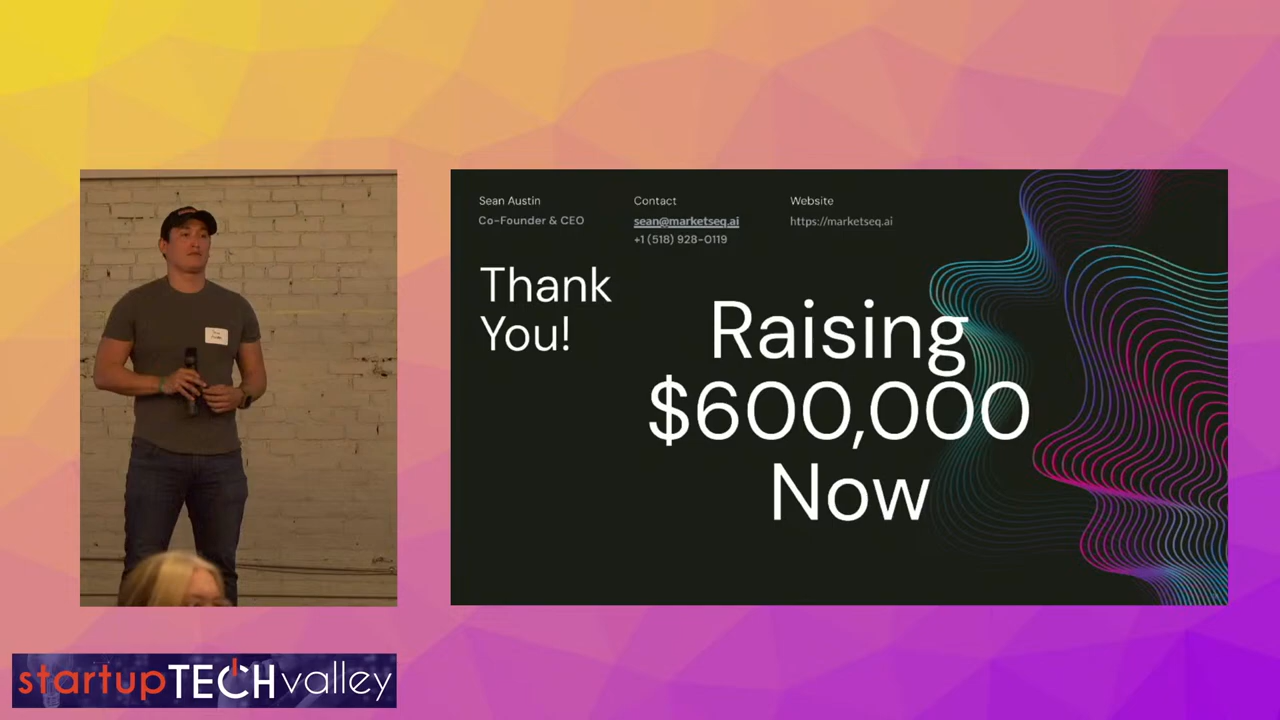 Sean Austin
Co-Founder & CEO
Contact
sean@marketseq.ai
+1 (518) 928-0119
Website
https://marketseq.ai
Thank
You!
Raising
$600,000
Now
startupTECHvalley